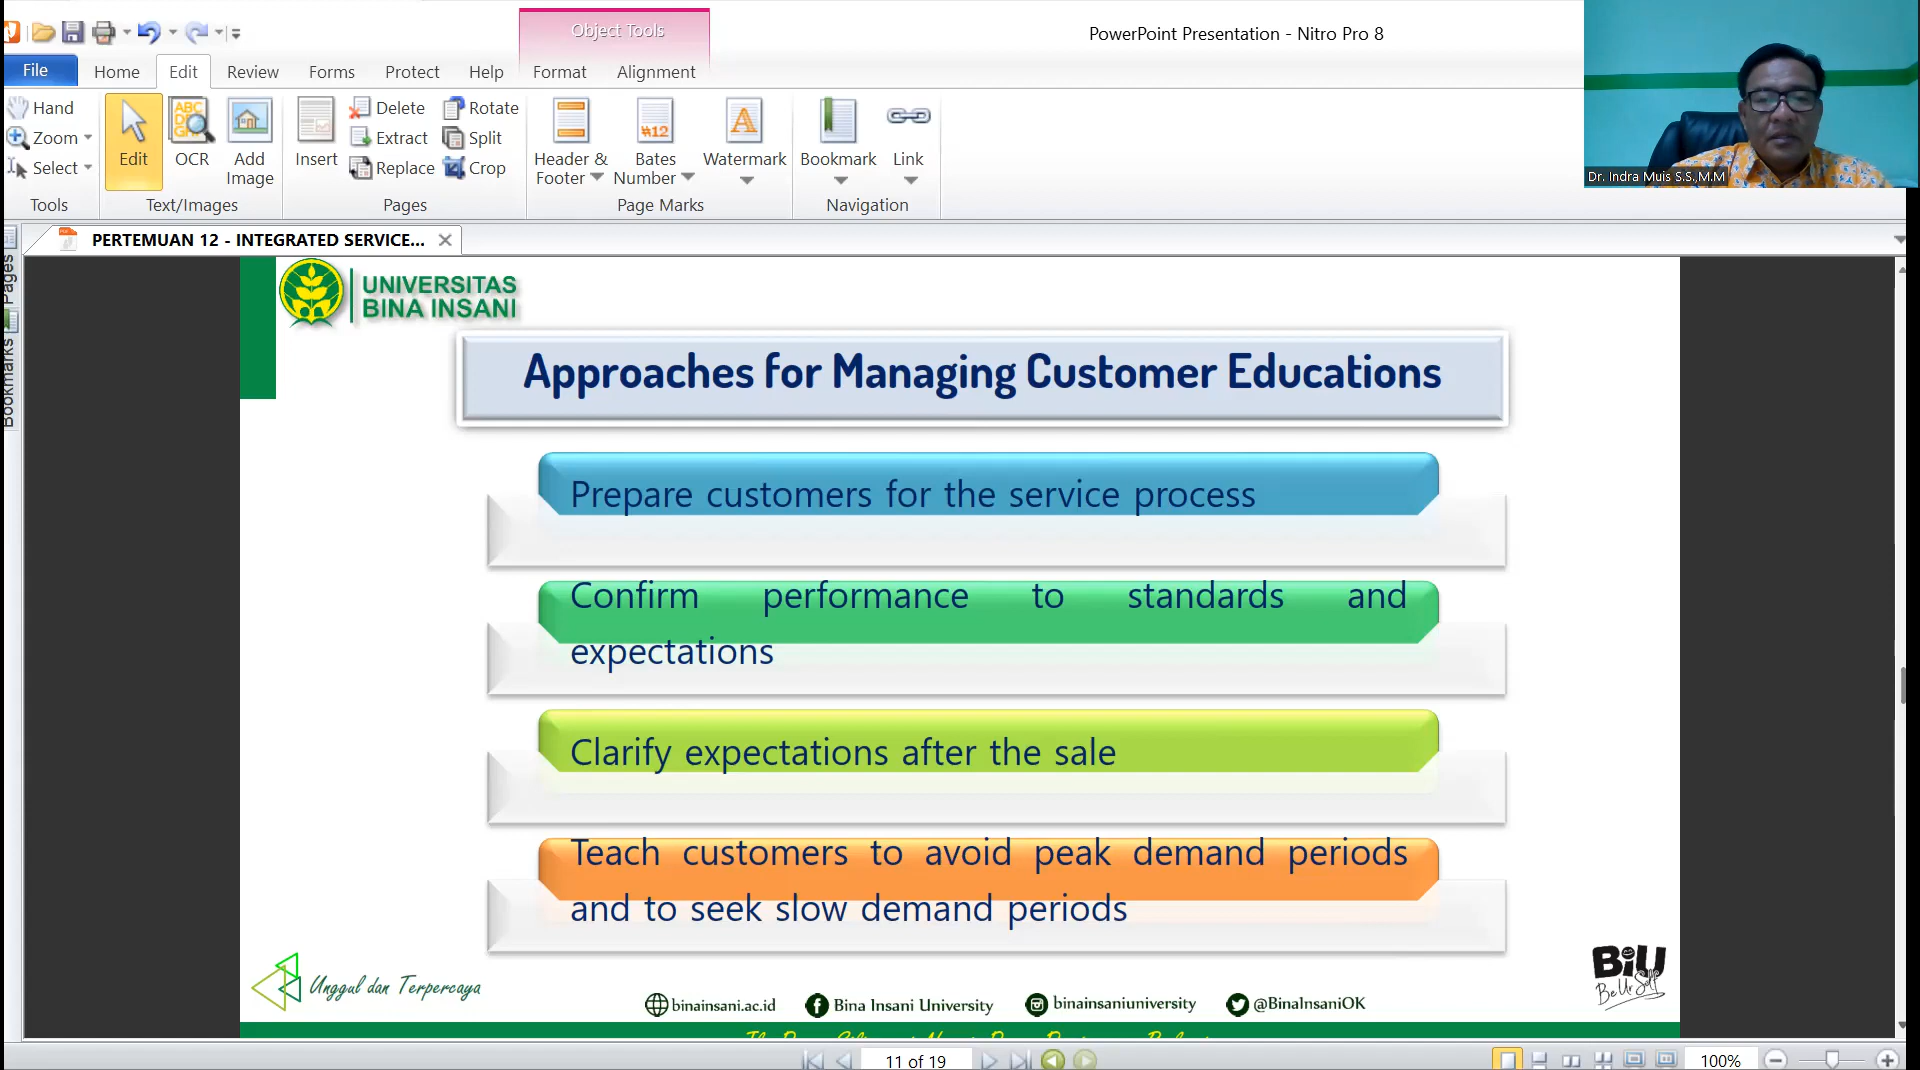 Object Tools
PowerPoint Presentation - Nitro Pro 8
File Home Edit Review Forms Protect Help Format Alignment
Hand
Zoom
Select
Tools
Edit
OCR
Add
Image
Text/Images
Insert
Delete
Extract
Replace
Rotate
Split
Crop
Pages
Header &
Footer
Bates
Number
Watermark
Page Marks
Bookmark
Link
Navigation
Dr. Indra Muis S.S.,M.M
PERTEMUAN 12 - INTEGRATED SERVICE...
Pages
Bookmarks
UNIVERSITAS
BINA INSANI
Approaches for Managing Customer Educations
Prepare customers for the service process
Confirm performance to standards and
expectations
Clarify expectations after the sale
Teach customers to avoid peak demand periods
and to seek slow demand periods
Unggul dan Terpercaya
binainsani.ac.id
Bina Insani University
binainsaniuniversity
@BinaInsaniOK
BiU
Be Ur Self
11 of 19
100%